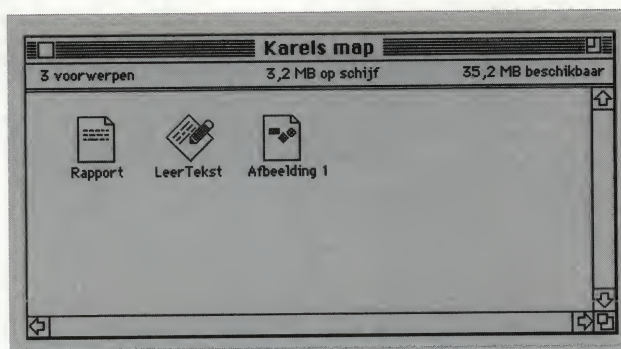 Karels map
3 voorwerpen 3,2 MB op schijf 35,2 MB beschikbaar
Rapport LeerTekst Afbeelding 1